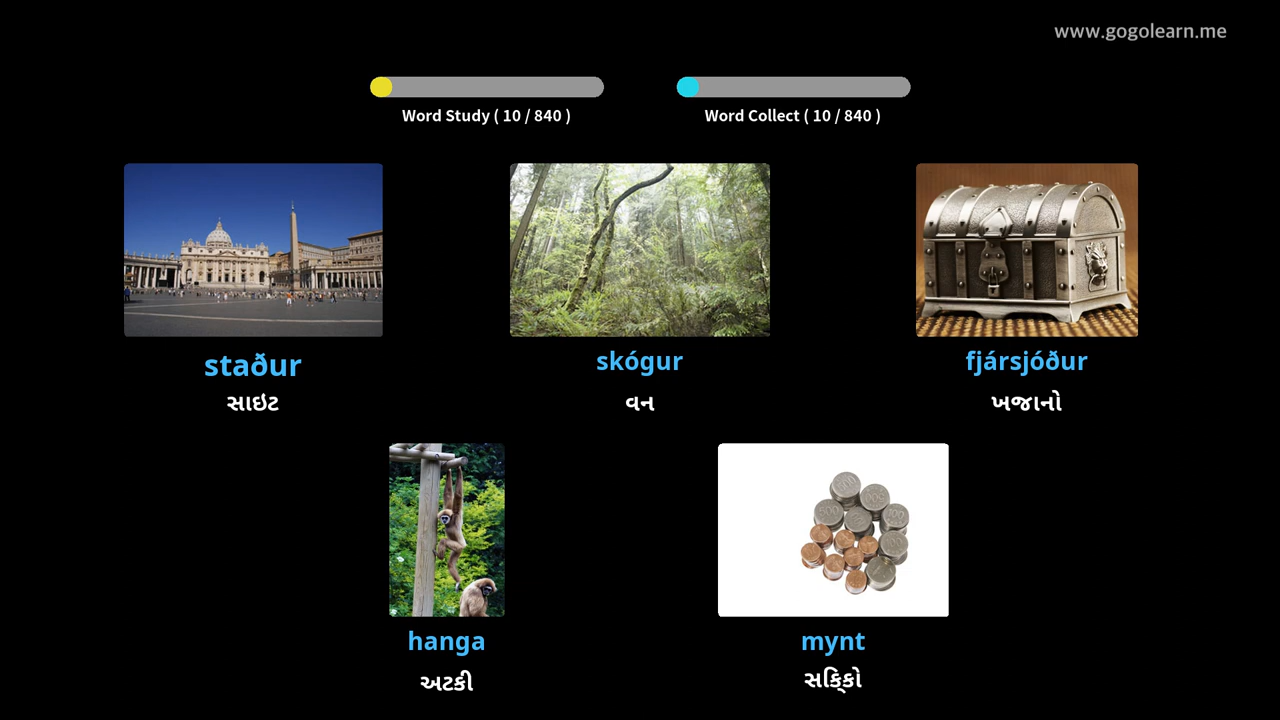 www.gogolearn.me
Word Study ( 10 / 840 )
Word Collect ( 10 / 840 )
staður
skógur
fjársjóður
સાઇટ
વન
ખજાનો
hanga
mynt
અટકી
સિક્કો